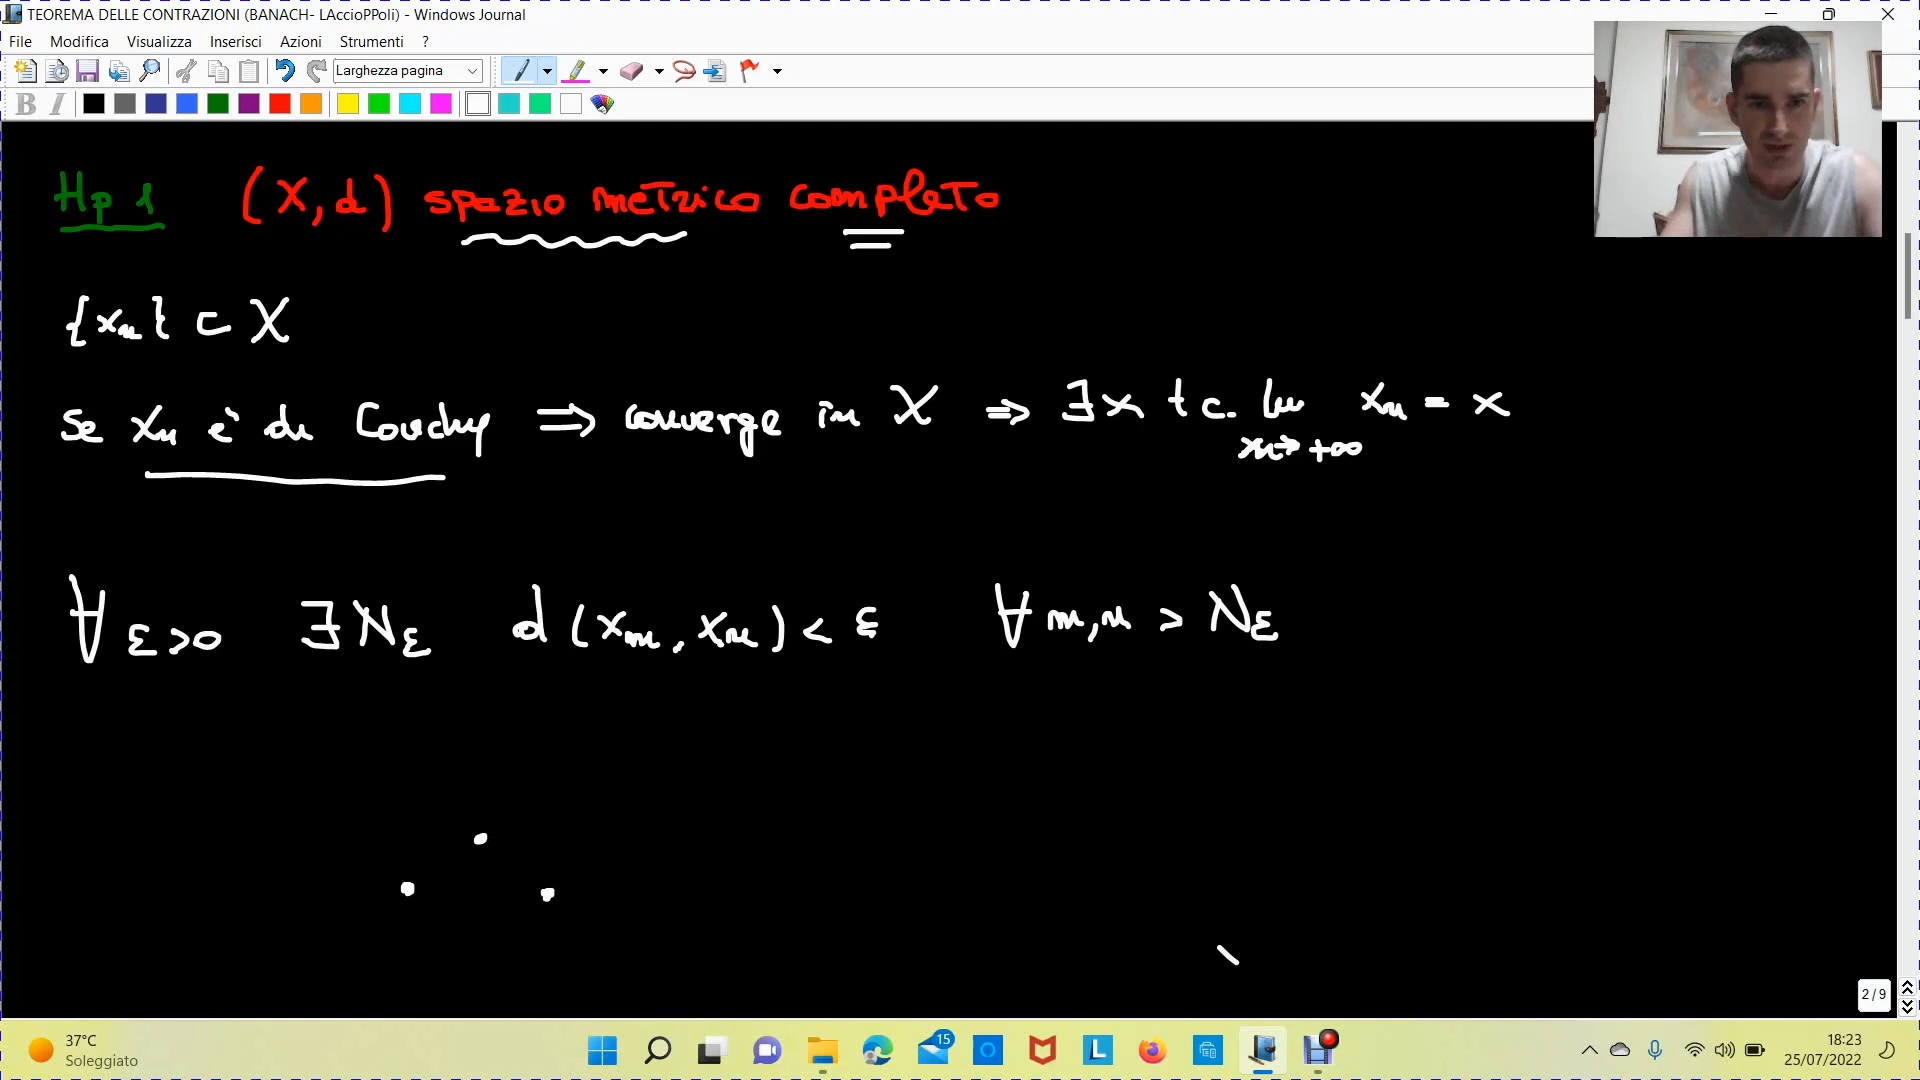 TEOREMA DELLE CONTRAZIONI (BANACH- LAccioPPoli) - Windows Journal
File Modifica Visualizza Inserisci Azioni Strumenti ?
Larghezza pagina
B I
Hp 1 (X, d) spazio metrico completo
{xn} ⊂ X
se xn è di Cauchy ⇒ converge in X ⇒ ∃ x t c. lim xn = x
n→ +∞
∀ ε>0 ∃ Nε d (xm, xn) < ε ∀ m,n > Nε
2 / 9
37°C
Soleggiato
15
L
18:23
25/07/2022